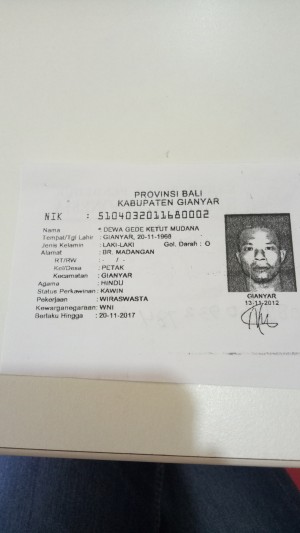 PROVINSI BALI
KABUPATEN GIANYAR
NIK : 5104032011680002
Nama : DEWA GEDE KETUT MUDANA
Tempat/Tgl Lahir : GIANYAR, 20-11-1968
Jenis Kelamin : LAKI-LAKI Gol. Darah : O
Alamat : BR. MADANGAN
RT/RW : - / -
Kel/Desa : PETAK
Kecamatan : GIANYAR
Agama : HINDU
Status Perkawinan : KAWIN
Pekerjaan : WIRASWASTA
Kewarganegaraan : WNI
Berlaku Hingga : 20-11-2017
GIANYAR
13-11-2012